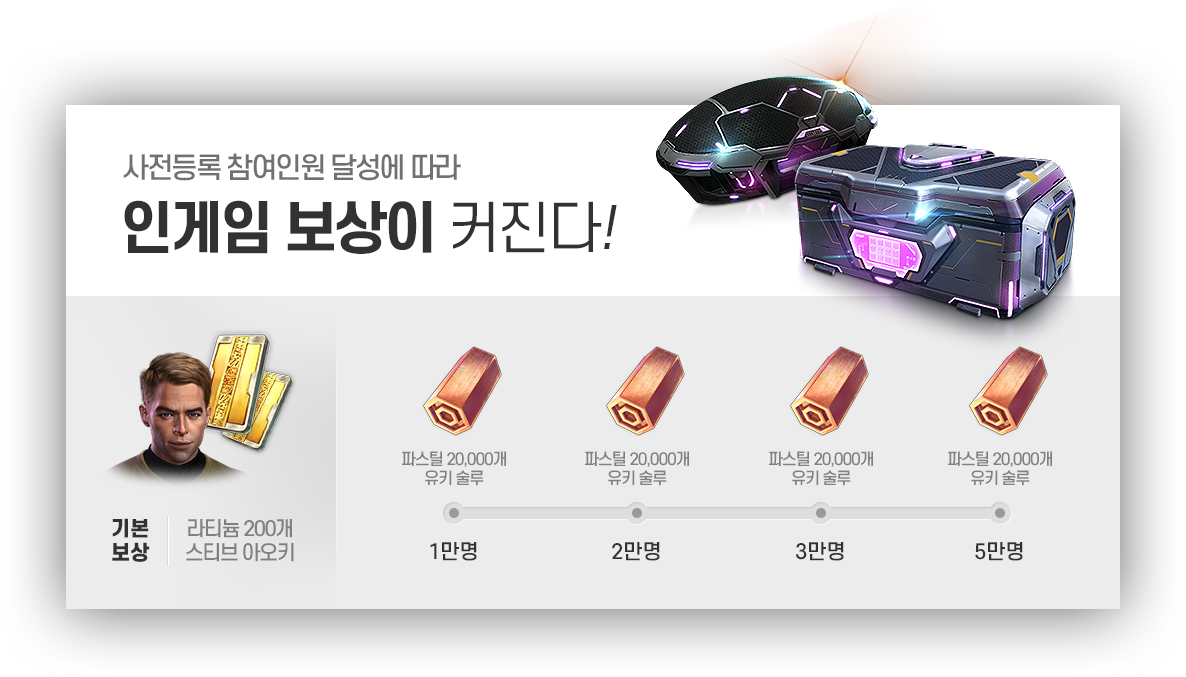 사전등록 참여인원 달성에 따라
인게임 보상이 커진다!
기본
보상
라티늄 200개
스티브 아오키
파스틸 20,000개
유키 술루
1만명
파스틸 20,000개
유키 술루
2만명
파스틸 20,000개
유키 술루
3만명
파스틸 20,000개
유키 술루
5만명